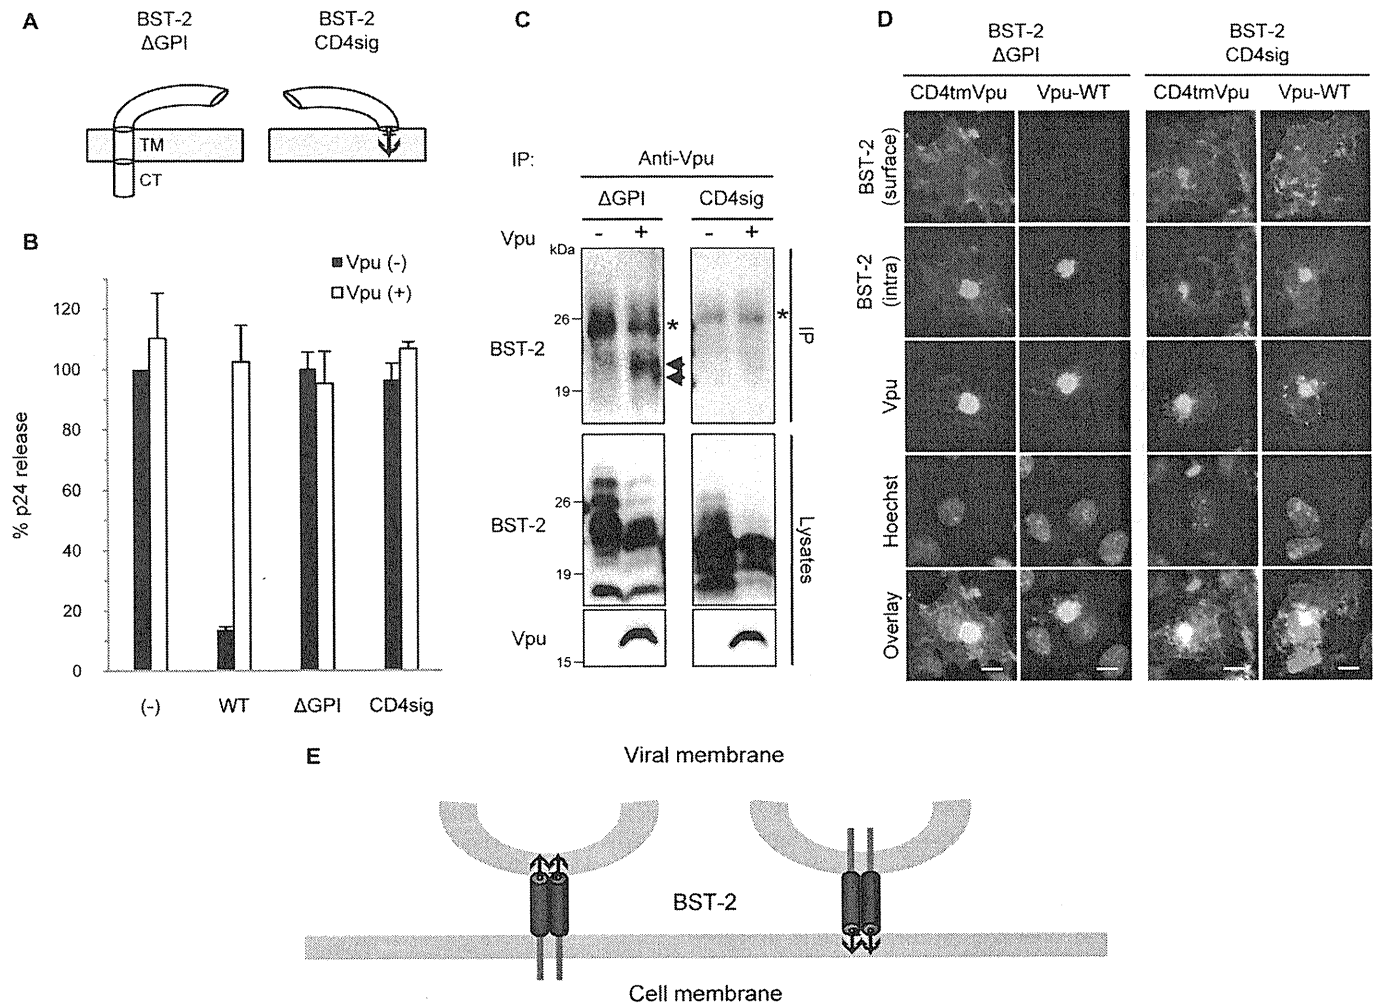 A
BST-2
ΔGPI
BST-2
CD4sig
TM
CT
B
Vpu (-)
Vpu (+)
% p24 release
120
100
80
60
40
20
0
(-)
WT
ΔGPI
CD4sig
C
IP:
Anti-Vpu
ΔGPI
CD4sig
Vpu
- +
- +
kDa
26
19
BST-2
*
*
IP
BST-2
26
19
Lysates
Vpu
15
D
BST-2
ΔGPI
BST-2
CD4sig
CD4tmVpu
Vpu-WT
CD4tmVpu
Vpu-WT
BST-2
(surface)
BST-2
(intra)
Vpu
Hoechst
Overlay
E
Viral membrane
BST-2
Cell membrane